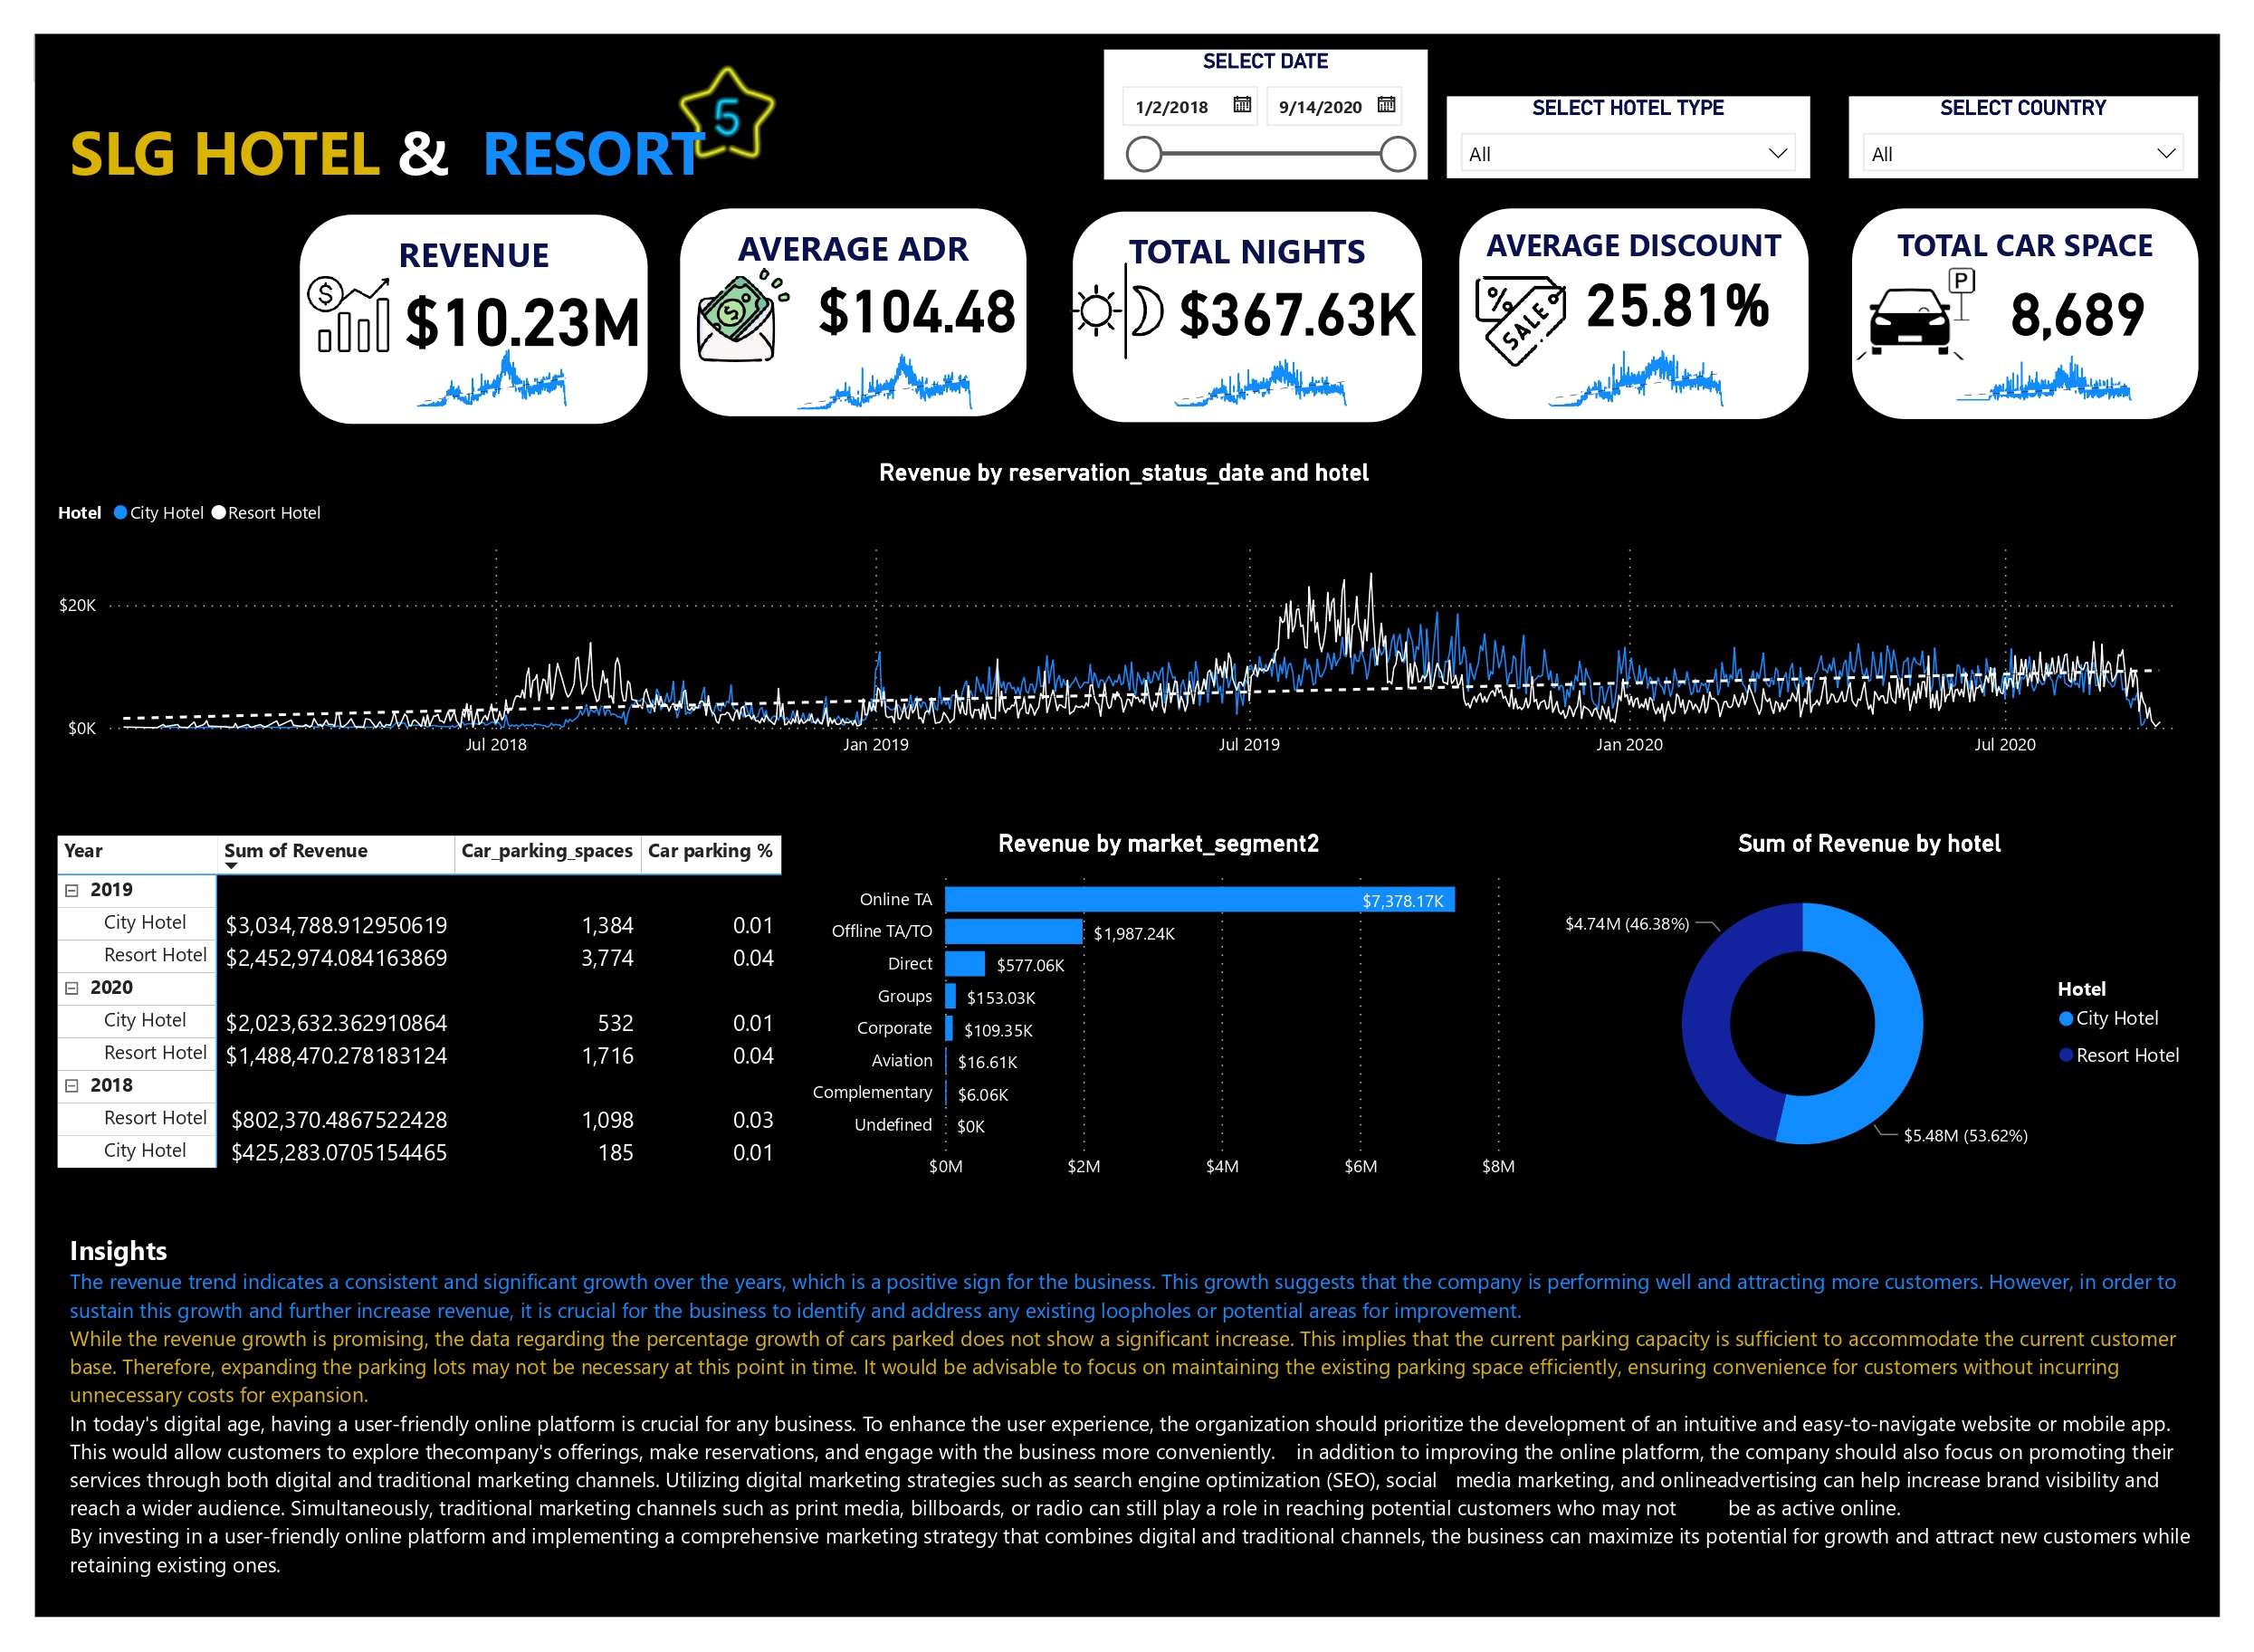 SELECT DATE
1/2/2018 9/14/2020
SELECT HOTEL TYPE
All
SELECT COUNTRY
All
5
SLG HOTEL & RESORT
REVENUE
$
$10.23M
AVERAGE ADR
$
$104.48
TOTAL NIGHTS
$367.63K
AVERAGE DISCOUNT
%
SALE
25.81%
TOTAL CAR SPACE
P
8,689
Revenue by reservation_status_date and hotel
Hotel City Hotel Resort Hotel
$20K
$0K
Jul 2018 Jan 2019 Jul 2019 Jan 2020 Jul 2020
Year Sum of Revenue Car_parking_spaces Car parking %
2019
City Hotel $3,034,788.912950619 1,384 0.01
Resort Hotel $2,452,974.084163869 3,774 0.04
2020
City Hotel $2,023,632.362910864 532 0.01
Resort Hotel $1,488,470.278183124 1,716 0.04
2018
Resort Hotel $802,370.4867522428 1,098 0.03
City Hotel $425,283.0705154465 185 0.01
Revenue by market_segment2
Online TA $7,378.17K
Offline TA/TO $1,987.24K
Direct $577.06K
Groups $153.03K
Corporate $109.35K
Aviation $16.61K
Complementary $6.06K
Undefined $0K
$0M $2M $4M $6M $8M
Sum of Revenue by hotel
$4.74M (46.38%)
$5.48M (53.62%)
Hotel
City Hotel
Resort Hotel
Insights
The revenue trend indicates a consistent and significant growth over the years, which is a positive sign for the business. This growth suggests that the company is performing well and attracting more customers. However, in order to
sustain this growth and further increase revenue, it is crucial for the business to identify and address any existing loopholes or potential areas for improvement.
While the revenue growth is promising, the data regarding the percentage growth of cars parked does not show a significant increase. This implies that the current parking capacity is sufficient to accommodate the current customer
base. Therefore, expanding the parking lots may not be necessary at this point in time. It would be advisable to focus on maintaining the existing parking space efficiently, ensuring convenience for customers without incurring
unnecessary costs for expansion.
In today's digital age, having a user-friendly online platform is crucial for any business. To enhance the user experience, the organization should prioritize the development of an intuitive and easy-to-navigate website or mobile app.
This would allow customers to explore thecompany's offerings, make reservations, and engage with the business more conveniently. in addition to improving the online platform, the company should also focus on promoting their
services through both digital and traditional marketing channels. Utilizing digital marketing strategies such as search engine optimization (SEO), social media marketing, and onlineadvertising can help increase brand visibility and
reach a wider audience. Simultaneously, traditional marketing channels such as print media, billboards, or radio can still play a role in reaching potential customers who may not be as active online.
By investing in a user-friendly online platform and implementing a comprehensive marketing strategy that combines digital and traditional channels, the business can maximize its potential for growth and attract new customers while
retaining existing ones.